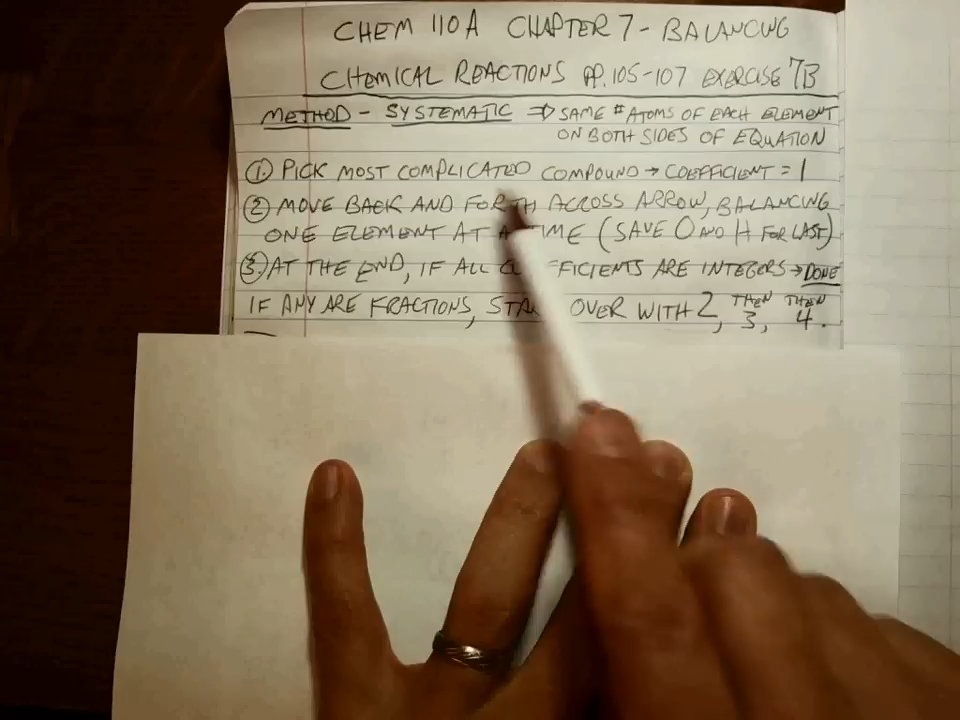 CHEM 110A CHAPTER 7 - BALANCING
CHEMICAL REACTIONS PP. 105-107 EXERCISE 7B
METHOD - SYSTEMATIC ⇒ SAME # ATOMS OF EACH ELEMENT
ON BOTH SIDES OF EQUATION
① PICK MOST COMPLICATED COMPOUND → COEFFICIENT = 1
② MOVE BACK AND FORTH ACROSS ARROW, BALANCING
ONE ELEMENT AT A TIME (SAVE O AND H FOR LAST)
③ AT THE END, IF ALL COEFFICIENTS ARE INTEGERS → DONE
IF ANY ARE FRACTIONS, START OVER WITH 2, THEN 3, THEN 4.